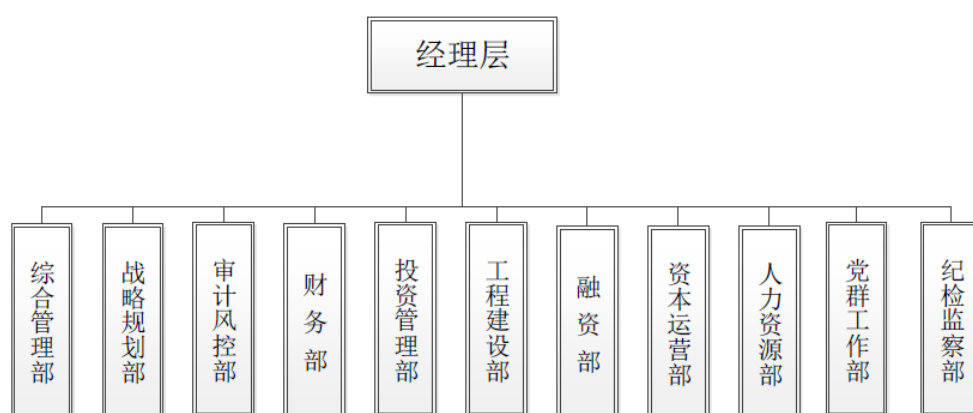 经理层
综合管理部
战略规划部
审计风控部
财务部
投资管理部
工程建设部
融资部
资本运营部
人力资源部
党群工作部
纪检监察部